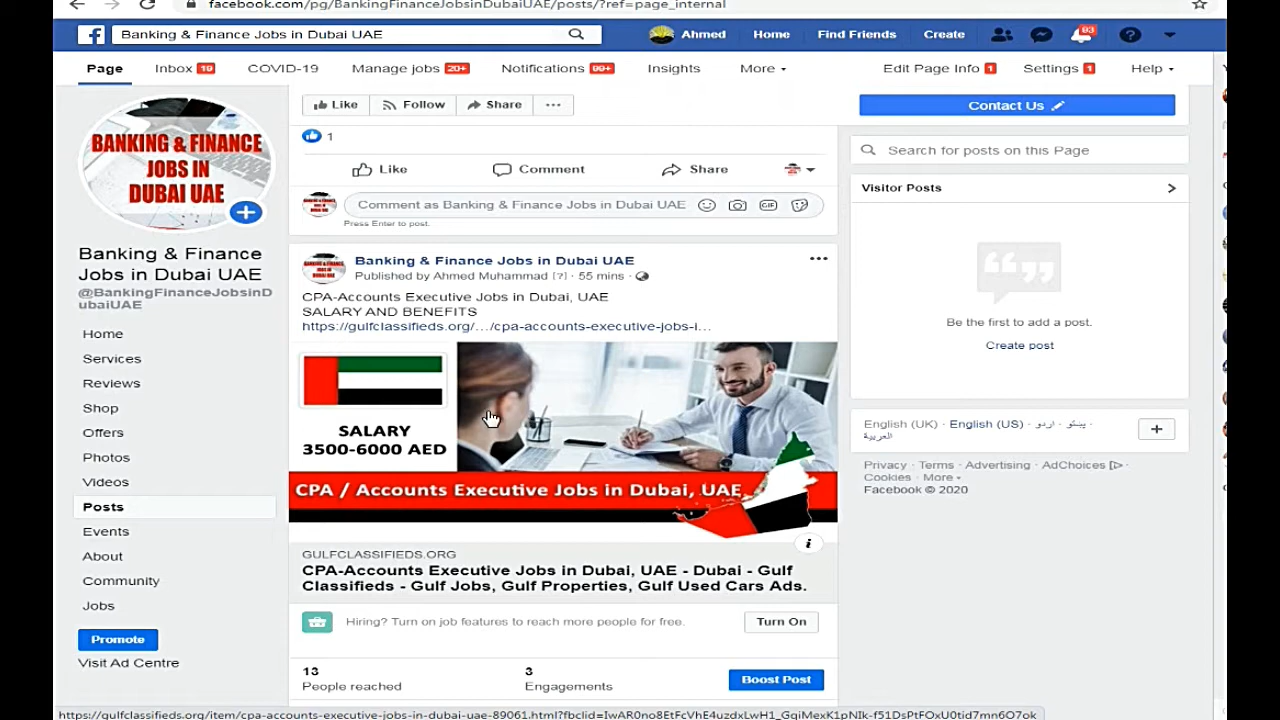 facebook.com/pg/BankingFinanceJobsinDubaiUAE/posts/?ref=page_internal
Banking & Finance Jobs in Dubai UAE
Ahmed
Home
Find Friends
Create
93
Page
Inbox 19
COVID-19
Manage jobs 20+
Notifications 99+
Insights
More
Edit Page Info 1
Settings 1
Help
BANKING & FINANCE
JOBS IN
DUBAI UAE
Banking & Finance
Jobs in Dubai UAE
@BankingFinanceJobsinD
ubaiUAE
Home
Services
Reviews
Shop
Offers
Photos
Videos
Posts
Events
About
Community
Jobs
Promote
Visit Ad Centre
Like
Follow
Share
1
Like
Comment
Share
Comment as Banking & Finance Jobs in Dubai UAE
GIF
Press Enter to post.
Banking & Finance Jobs in Dubai UAE
Published by Ahmed Muhammad [?] · 55 mins ·
CPA-Accounts Executive Jobs in Dubai, UAE
SALARY AND BENEFITS
https://gulfclassifieds.org/.../cpa-accounts-executive-jobs-i...
SALARY
3500-6000 AED
CPA / Accounts Executive Jobs in Dubai, UAE
GULFCLASSIFIEDS.ORG
CPA-Accounts Executive Jobs in Dubai, UAE - Dubai - Gulf
Classifieds - Gulf Jobs, Gulf Properties, Gulf Used Cars Ads.
Hiring? Turn on job features to reach more people for free.
Turn On
13
People reached
3
Engagements
Boost Post
Contact Us
Search for posts on this Page
Visitor Posts
Be the first to add a post.
Create post
English (UK) · English (US) · اردو · پښتو ·
العربية
Privacy · Terms · Advertising · AdChoices ·
Cookies · More
Facebook © 2020